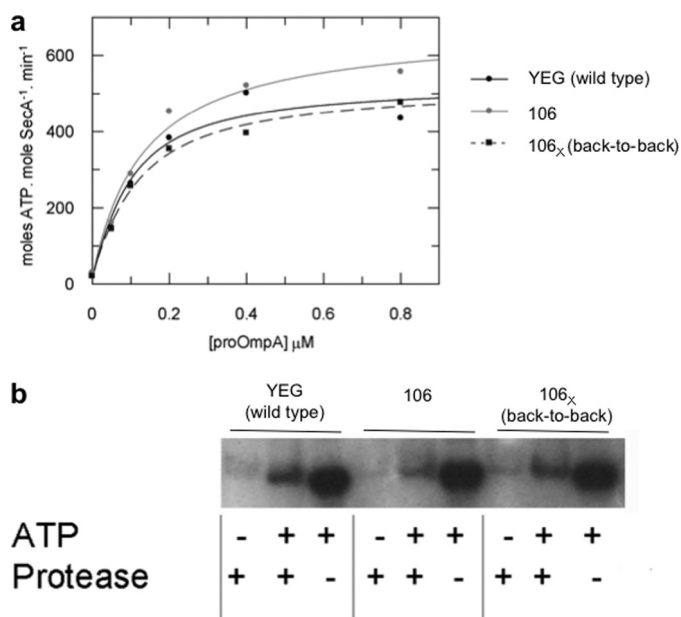 a
600
400
200
0
0 0.2 0.4 0.6 0.8
moles ATP. mole SecA⁻¹. min⁻¹
[proOmpA] μM
YEG (wild type)
106
106X (back-to-back)
b
YEG
(wild type)
106
106X
(back-to-back)
ATP - + + - + + - + +
Protease + + - + + - + + -